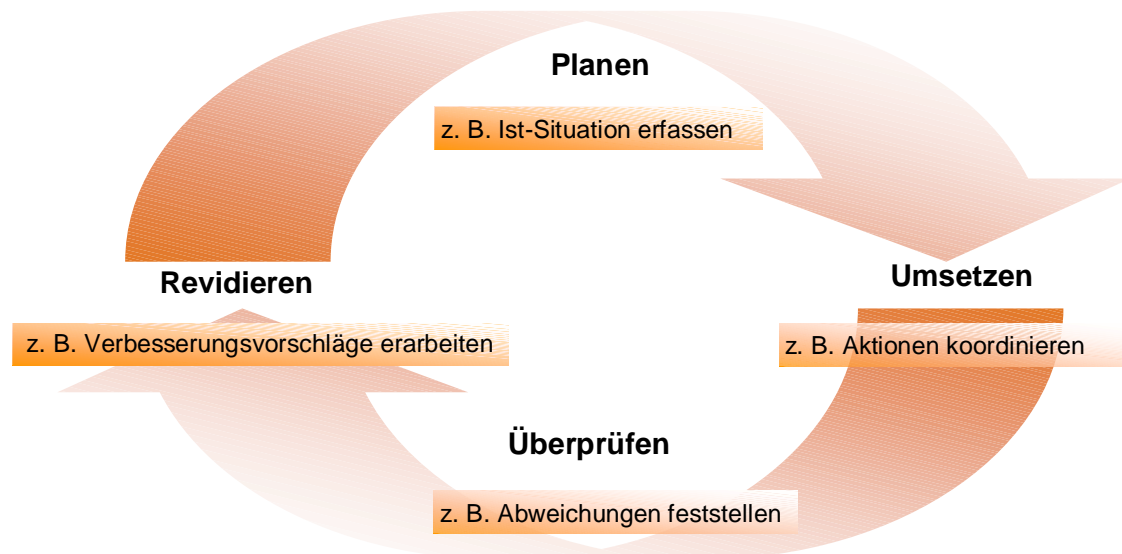 Planen
z. B. Ist-Situation erfassen
Revidieren
Umsetzen
z. B. Verbesserungsvorschläge erarbeiten
z. B. Aktionen koordinieren
Überprüfen
z. B. Abweichungen feststellen